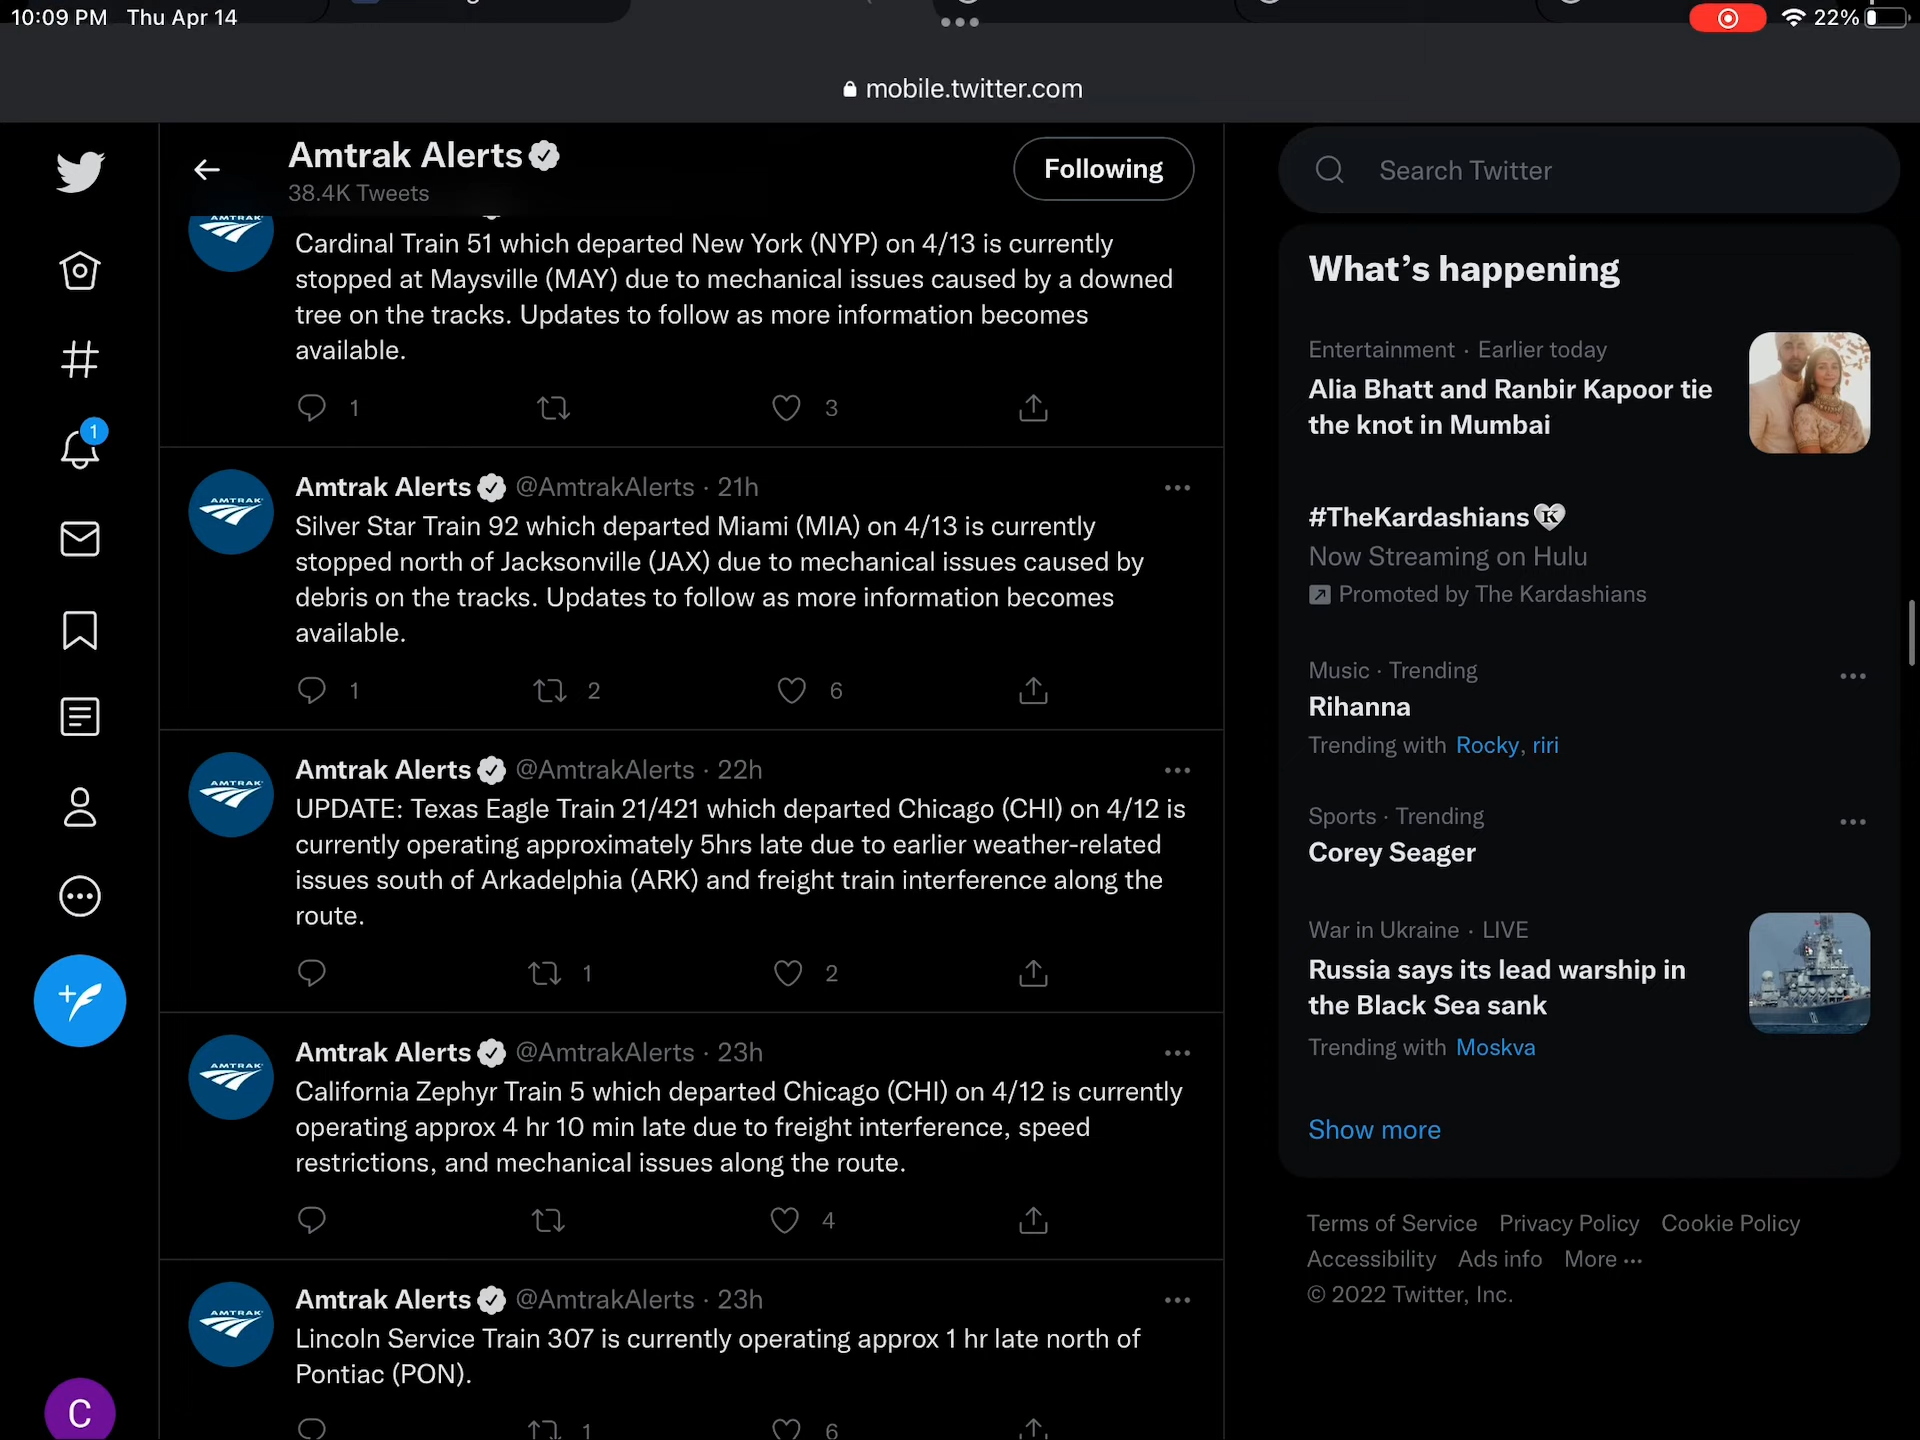 10:09 PM Thu Apr 14
22%
mobile.twitter.com
Amtrak Alerts
38.4K Tweets
Following
Search Twitter
AMTRAK
Cardinal Train 51 which departed New York (NYP) on 4/13 is currently
stopped at Maysville (MAY) due to mechanical issues caused by a downed
tree on the tracks. Updates to follow as more information becomes
available.
1
3
1
AMTRAK
Amtrak Alerts @AmtrakAlerts · 21h
Silver Star Train 92 which departed Miami (MIA) on 4/13 is currently
stopped north of Jacksonville (JAX) due to mechanical issues caused by
debris on the tracks. Updates to follow as more information becomes
available.
1
2
6
AMTRAK
Amtrak Alerts @AmtrakAlerts · 22h
UPDATE: Texas Eagle Train 21/421 which departed Chicago (CHI) on 4/12 is
currently operating approximately 5hrs late due to earlier weather-related
issues south of Arkadelphia (ARK) and freight train interference along the
route.
1
2
AMTRAK
Amtrak Alerts @AmtrakAlerts · 23h
California Zephyr Train 5 which departed Chicago (CHI) on 4/12 is currently
operating approx 4 hr 10 min late due to freight interference, speed
restrictions, and mechanical issues along the route.
4
AMTRAK
Amtrak Alerts @AmtrakAlerts · 23h
Lincoln Service Train 307 is currently operating approx 1 hr late north of
Pontiac (PON).
1
6
C
What's happening
Entertainment · Earlier today
Alia Bhatt and Ranbir Kapoor tie
the knot in Mumbai
#TheKardashians K
Now Streaming on Hulu
Promoted by The Kardashians
Music · Trending
Rihanna
Trending with Rocky, riri
Sports · Trending
Corey Seager
War in Ukraine · LIVE
Russia says its lead warship in
the Black Sea sank
Trending with Moskva
Show more
Terms of Service Privacy Policy Cookie Policy
Accessibility Ads info More ···
© 2022 Twitter, Inc.